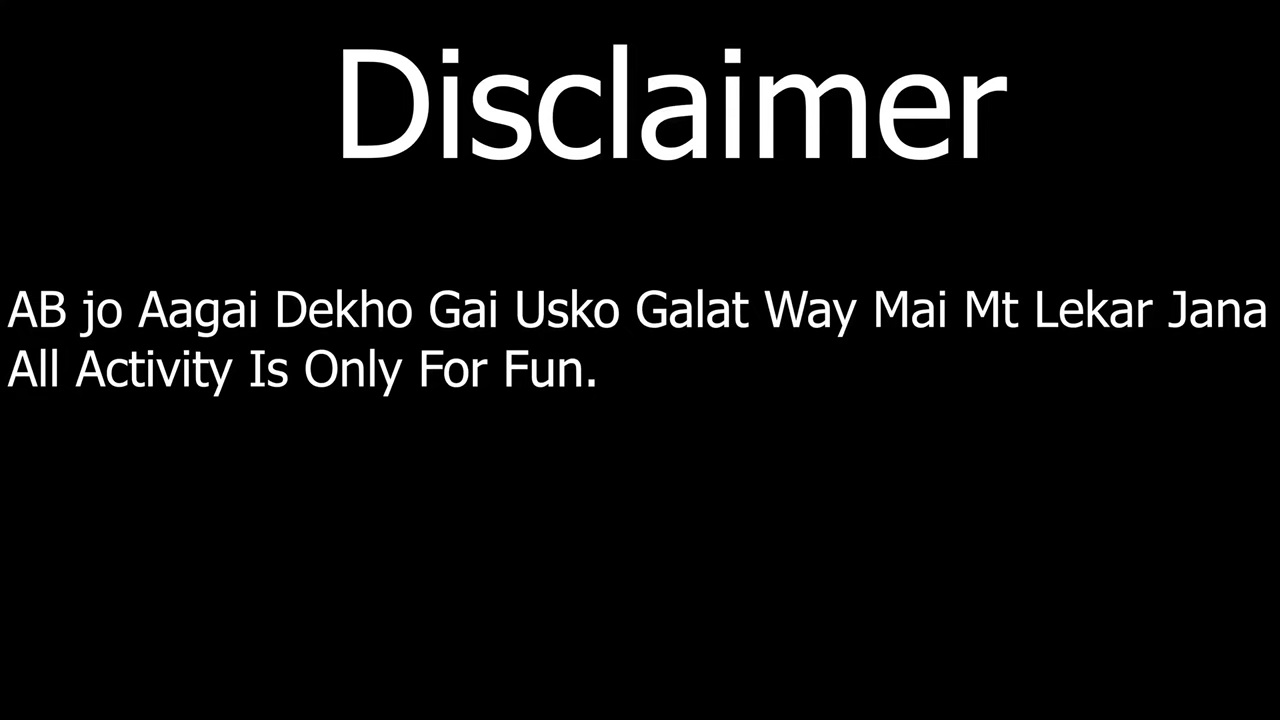 Disclaimer
AB jo Aagai Dekho Gai Usko Galat Way Mai Mt Lekar Jana
All Activity Is Only For Fun.